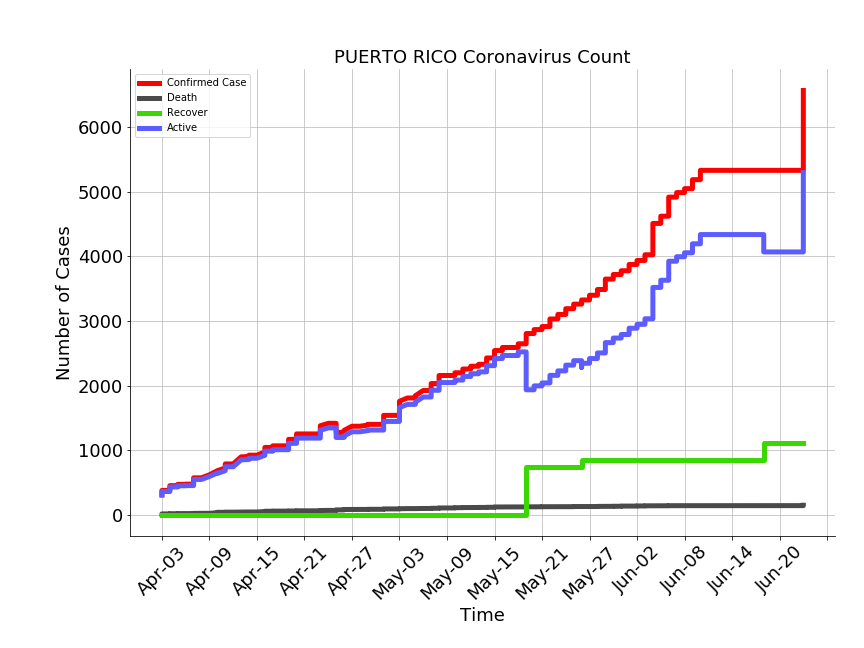 PUERTO RICO Coronavirus Count
Confirmed Case
Death
Recover
Active
Number of Cases
6000
5000
4000
3000
2000
1000
0
Apr-03
Apr-09
Apr-15
Apr-21
Apr-27
May-03
May-09
May-15
May-21
May-27
Jun-02
Jun-08
Jun-14
Jun-20
Time